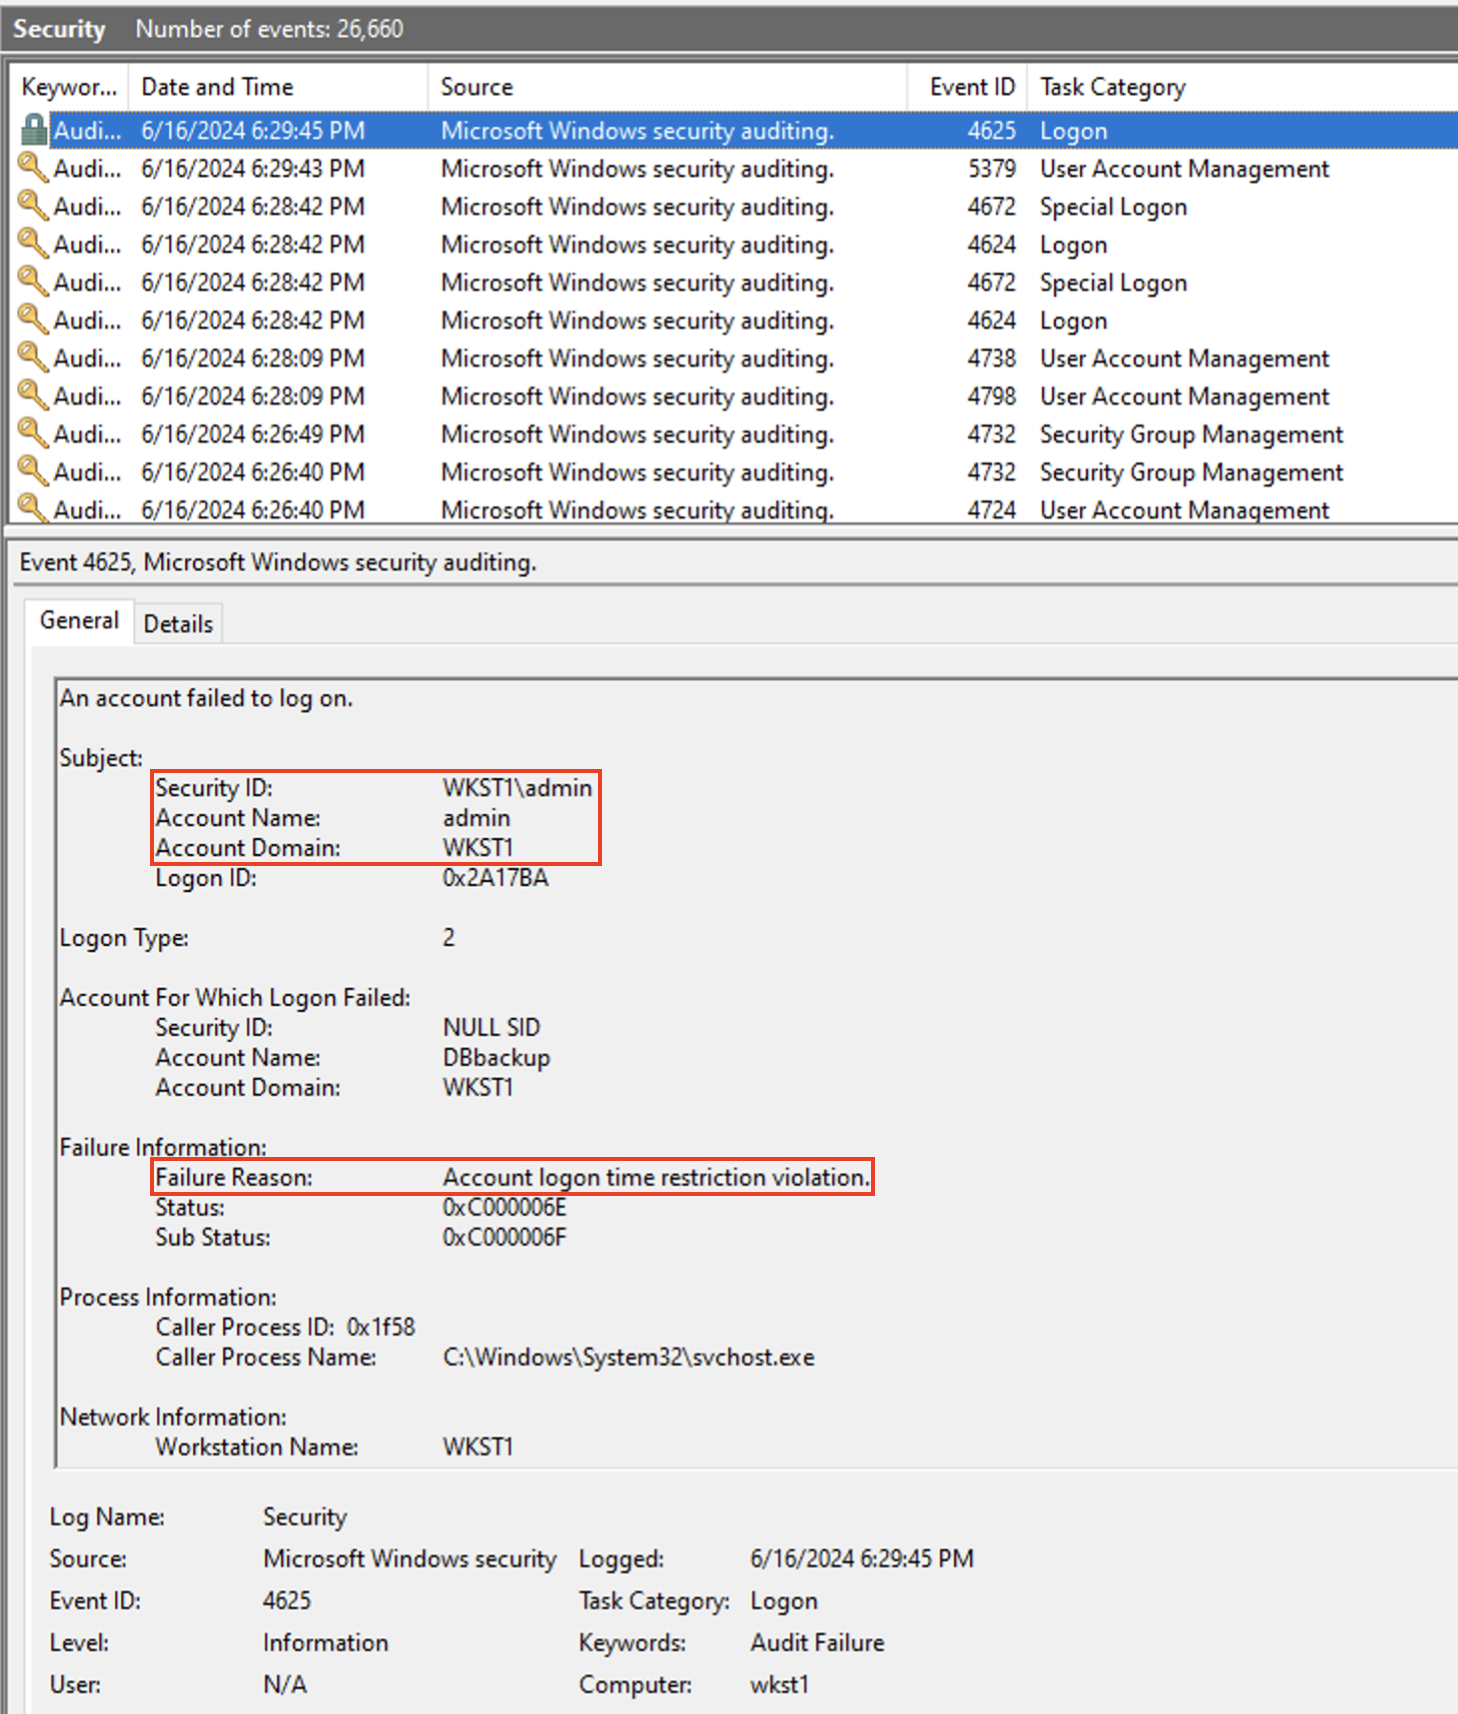 Security Number of events: 26,660
Keywor... Date and Time Source Event ID Task Category
Audi... 6/16/2024 6:29:45 PM Microsoft Windows security auditing. 4625 Logon
Audi... 6/16/2024 6:29:43 PM Microsoft Windows security auditing. 5379 User Account Management
Audi... 6/16/2024 6:28:42 PM Microsoft Windows security auditing. 4672 Special Logon
Audi... 6/16/2024 6:28:42 PM Microsoft Windows security auditing. 4624 Logon
Audi... 6/16/2024 6:28:42 PM Microsoft Windows security auditing. 4672 Special Logon
Audi... 6/16/2024 6:28:42 PM Microsoft Windows security auditing. 4624 Logon
Audi... 6/16/2024 6:28:09 PM Microsoft Windows security auditing. 4738 User Account Management
Audi... 6/16/2024 6:28:09 PM Microsoft Windows security auditing. 4798 User Account Management
Audi... 6/16/2024 6:26:49 PM Microsoft Windows security auditing. 4732 Security Group Management
Audi... 6/16/2024 6:26:40 PM Microsoft Windows security auditing. 4732 Security Group Management
Audi... 6/16/2024 6:26:40 PM Microsoft Windows security auditing. 4724 User Account Management
Event 4625, Microsoft Windows security auditing.
General Details
An account failed to log on.
Subject:
Security ID: WKST1\admin
Account Name: admin
Account Domain: WKST1
Logon ID: 0x2A17BA
Logon Type: 2
Account For Which Logon Failed:
Security ID: NULL SID
Account Name: DBbackup
Account Domain: WKST1
Failure Information:
Failure Reason: Account logon time restriction violation.
Status: 0xC000006E
Sub Status: 0xC000006F
Process Information:
Caller Process ID: 0x1f58
Caller Process Name: C:\Windows\System32\svchost.exe
Network Information:
Workstation Name: WKST1
Log Name: Security
Source: Microsoft Windows security Logged: 6/16/2024 6:29:45 PM
Event ID: 4625 Task Category: Logon
Level: Information Keywords: Audit Failure
User: N/A Computer: wkst1